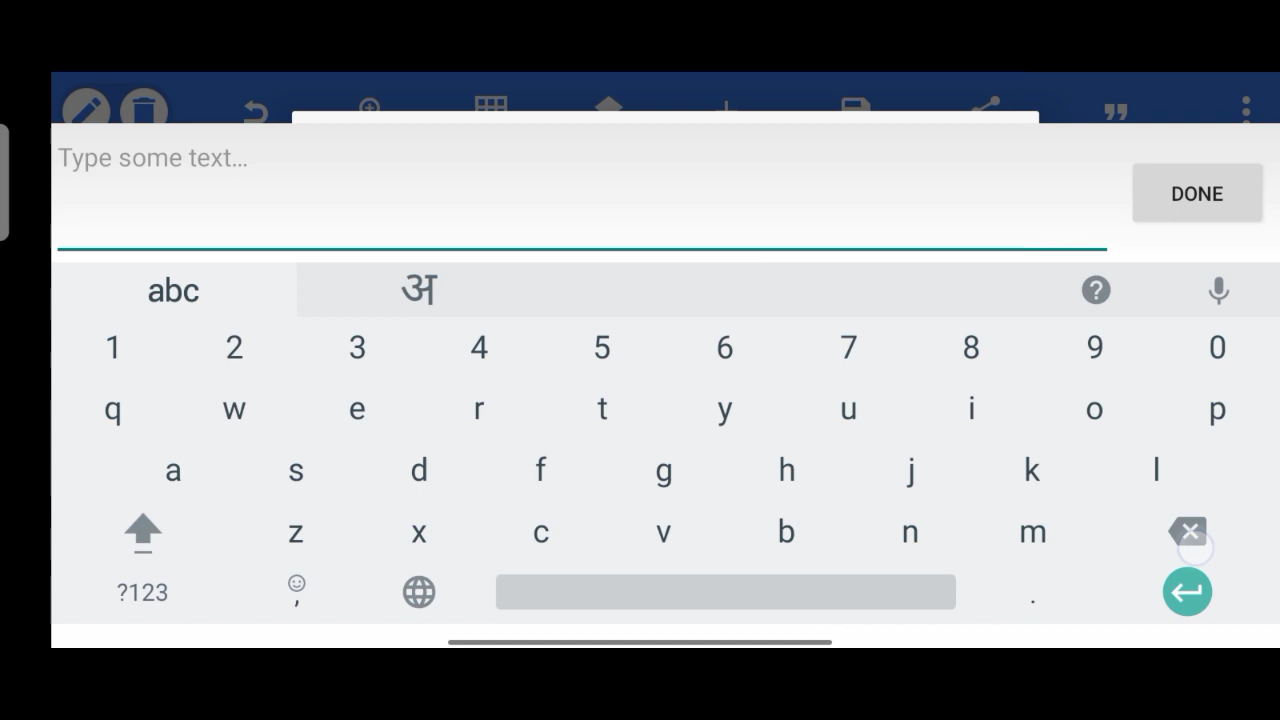 Type some text...
DONE
abc अ
1 2 3 4 5 6 7 8 9 0
q w e r t y u i o p
a s d f g h j k l
z x c v b n m
?123 , .